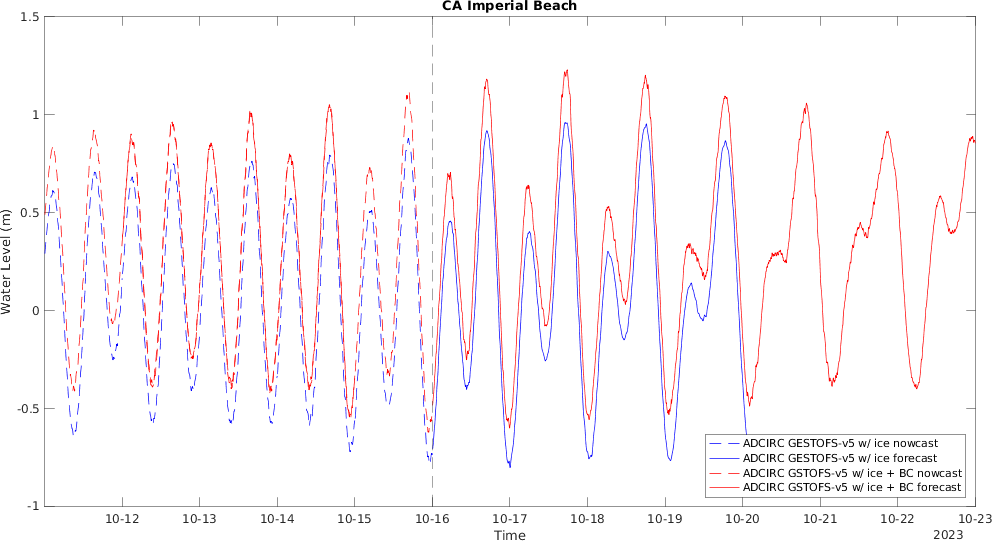 CA Imperial Beach
1.5
1
0.5
0
-0.5
-1
Water Level (m)
10-12 10-13 10-14 10-15 10-16 10-17 10-18 10-19 10-20 10-21 10-22 10-23
Time
2023
ADCIRC GESTOFS-v5 w/ ice nowcast
ADCIRC GESTOFS-v5 w/ ice forecast
ADCIRC GSTOFS-v5 w/ ice + BC nowcast
ADCIRC GSTOFS-v5 w/ ice + BC forecast